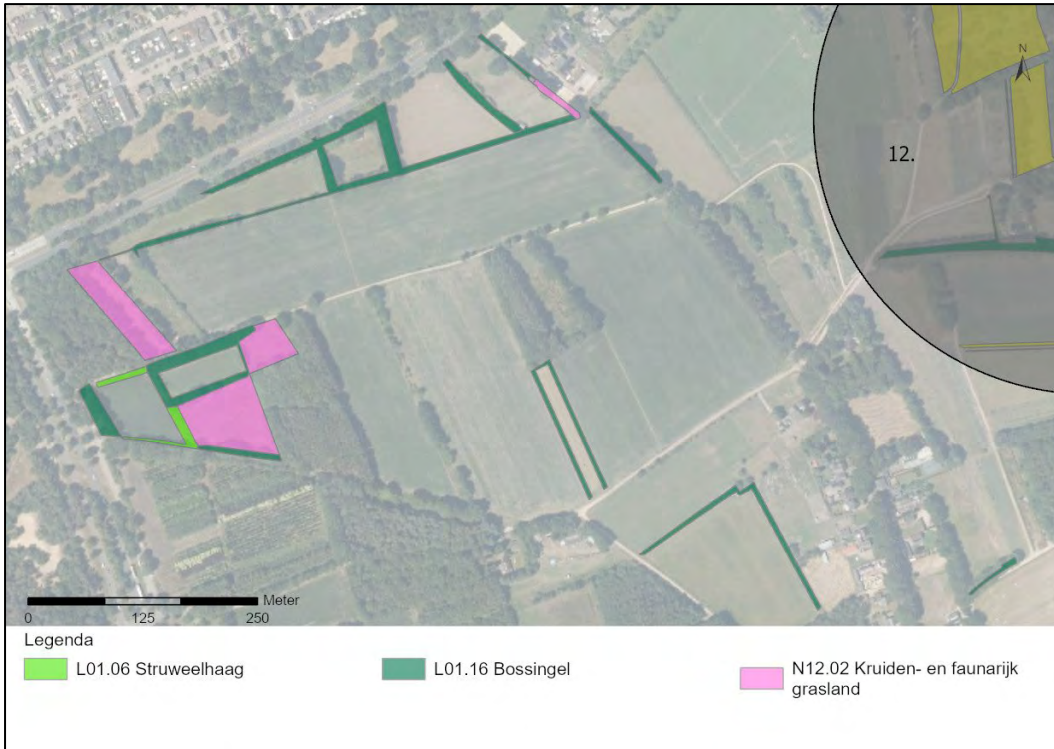 N
12.
Meter
0 125 250
Legenda
L01.06 Struweelhaag
L01.16 Bossingel
N12.02 Kruiden- en faunarijk
grasland